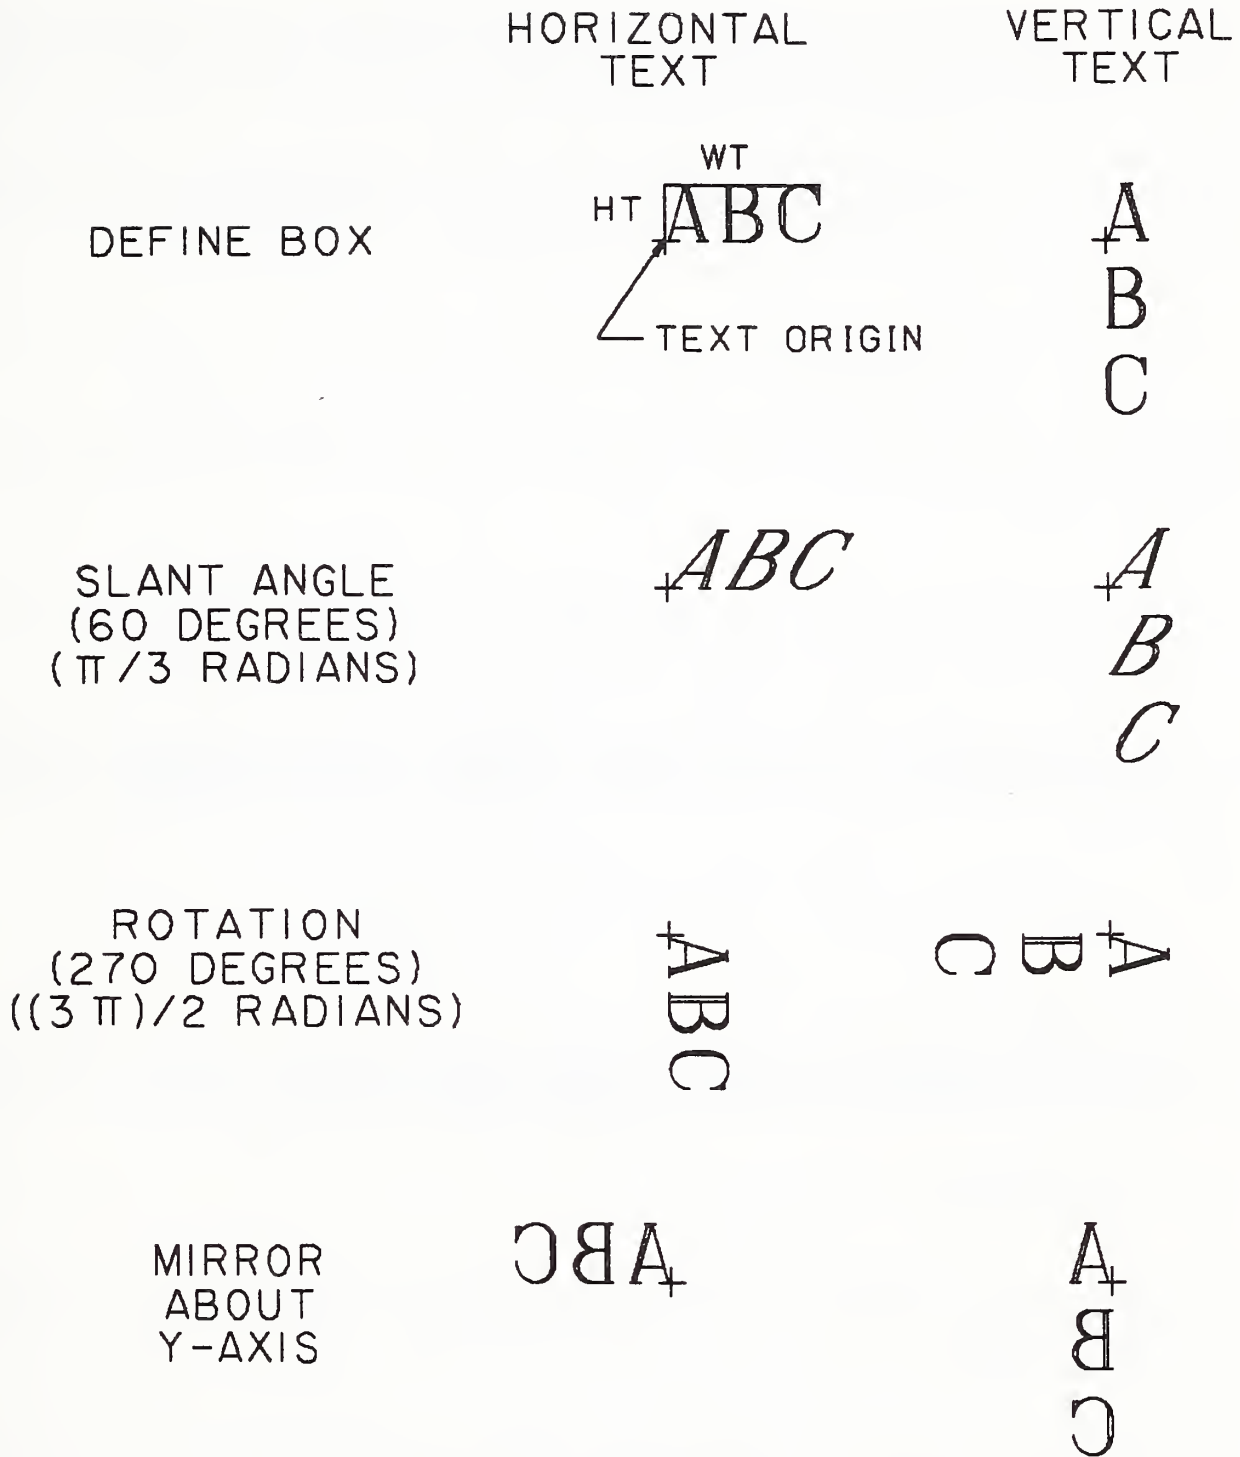 HORIZONTAL
TEXT
VERTICAL
TEXT
DEFINE BOX
WT
HT
ABC
TEXT ORIGIN
A
B
C
SLANT ANGLE
(60 DEGREES)
(π/3 RADIANS)
ABC
A
B
C
ROTATION
(270 DEGREES)
((3π)/2 RADIANS)
ABC
A
B
C
MIRROR
ABOUT
Y-AXIS
ABC
A
B
C